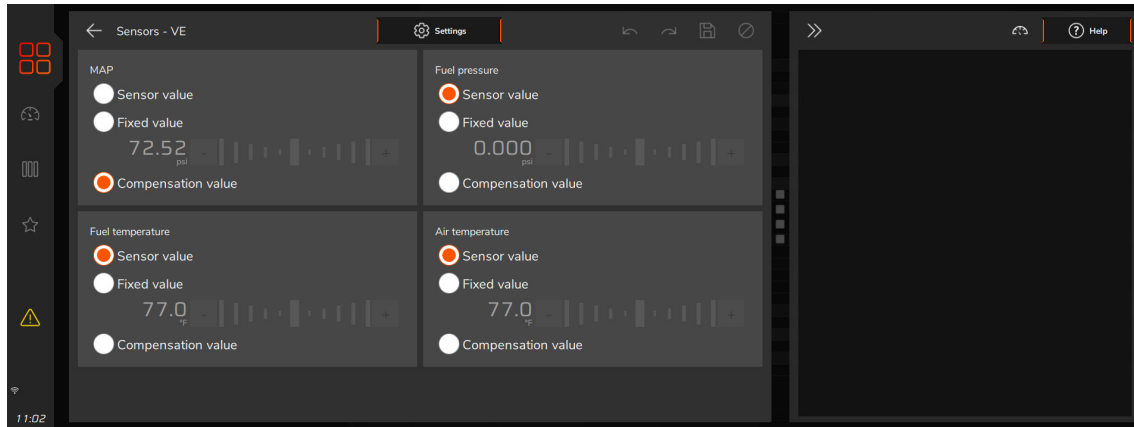 Sensors - VE
Settings
Help
MAP
Sensor value
Fixed value
72.52
psi
- +
Compensation value
Fuel pressure
Sensor value
Fixed value
0.000
psi
- +
Compensation value
Fuel temperature
Sensor value
Fixed value
77.0
°F
- +
Compensation value
Air temperature
Sensor value
Fixed value
77.0
°F
- +
Compensation value
11:02